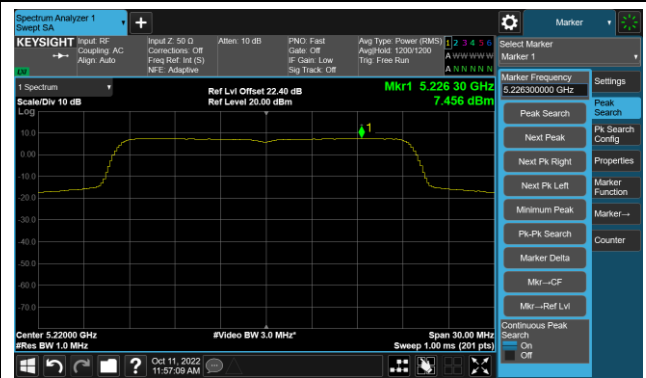 Spectrum Analyzer 1
Swept SA
+
Marker
KEYSIGHT
Input: RF
Coupling: AC
Align: Auto
Input Z: 50 Ω
Corrections: Off
Freq Ref: Int (S)
NFE: Adaptive
Atten: 10 dB
PNO: Fast
Gate: Off
IF Gain: Low
Sig Track: Off
Avg Type: Power (RMS)
Avg|Hold: 1200/1200
Trig: Free Run
1 2 3 4 5 6
A W W W W W
A N N N N N
LXI
Select Marker
Marker 1
1 Spectrum
Scale/Div 10 dB
Log
Ref Lvl Offset 22.40 dB
Ref Level 20.00 dBm
Mkr1 5.226 30 GHz
7.456 dBm
1
10.0
0.00
-10.0
-20.0
-30.0
-40.0
-50.0
-60.0
-70.0
Center 5.22000 GHz
#Res BW 1.0 MHz
#Video BW 3.0 MHz*
Span 30.00 MHz
Sweep 1.00 ms (201 pts)
Marker Frequency
5.226300000 GHz
Peak Search
Next Peak
Next Pk Right
Next Pk Left
Minimum Peak
Pk-Pk Search
Marker Delta
Mkr→CF
Mkr→Ref Lvl
Continuous Peak
Search
On
Off
Settings
Peak
Search
Pk Search
Config
Properties
Marker
Function
Marker→
Counter
?
Oct 11, 2022
11:57:09 AM